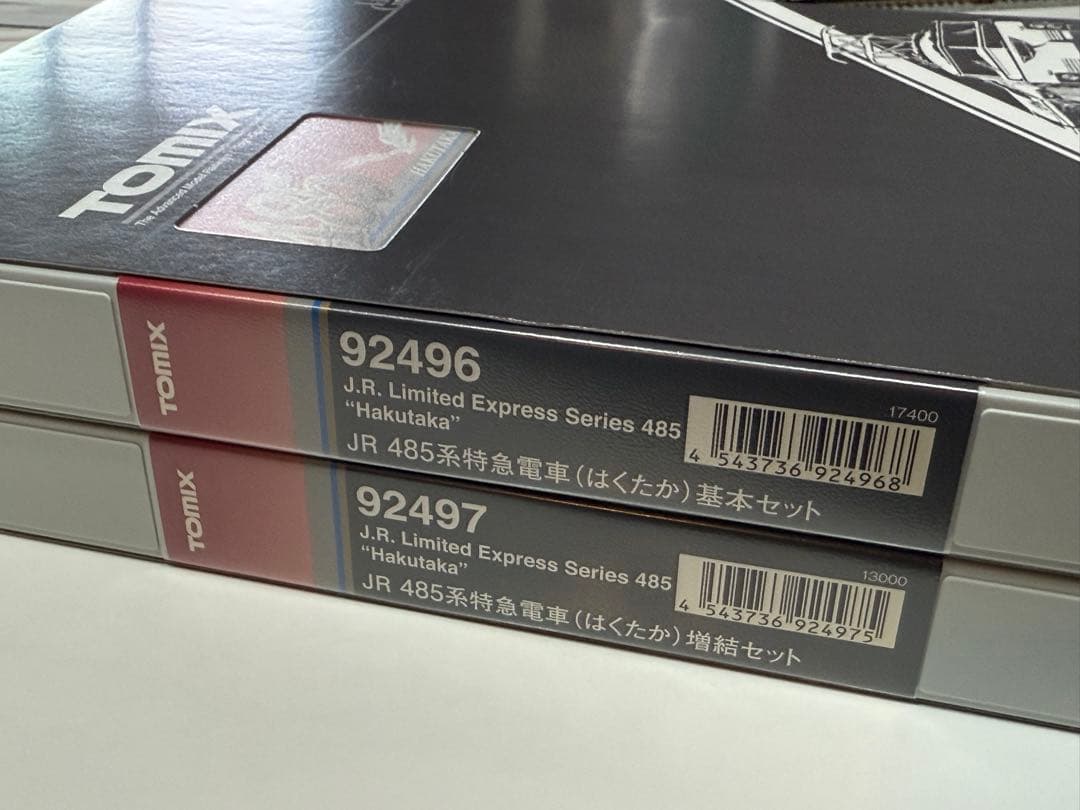 TOMIX
HAKUTAKA
TOMIX
92496
J.R. Limited Express Series 485
“Hakutaka”
JR 485系特急電車(はくたか)基本セット
17400
4 543736 924968
TOMIX
92497
J.R. Limited Express Series 485
“Hakutaka”
JR 485系特急電車(はくたか)増結セット
13000
4 543736 924975